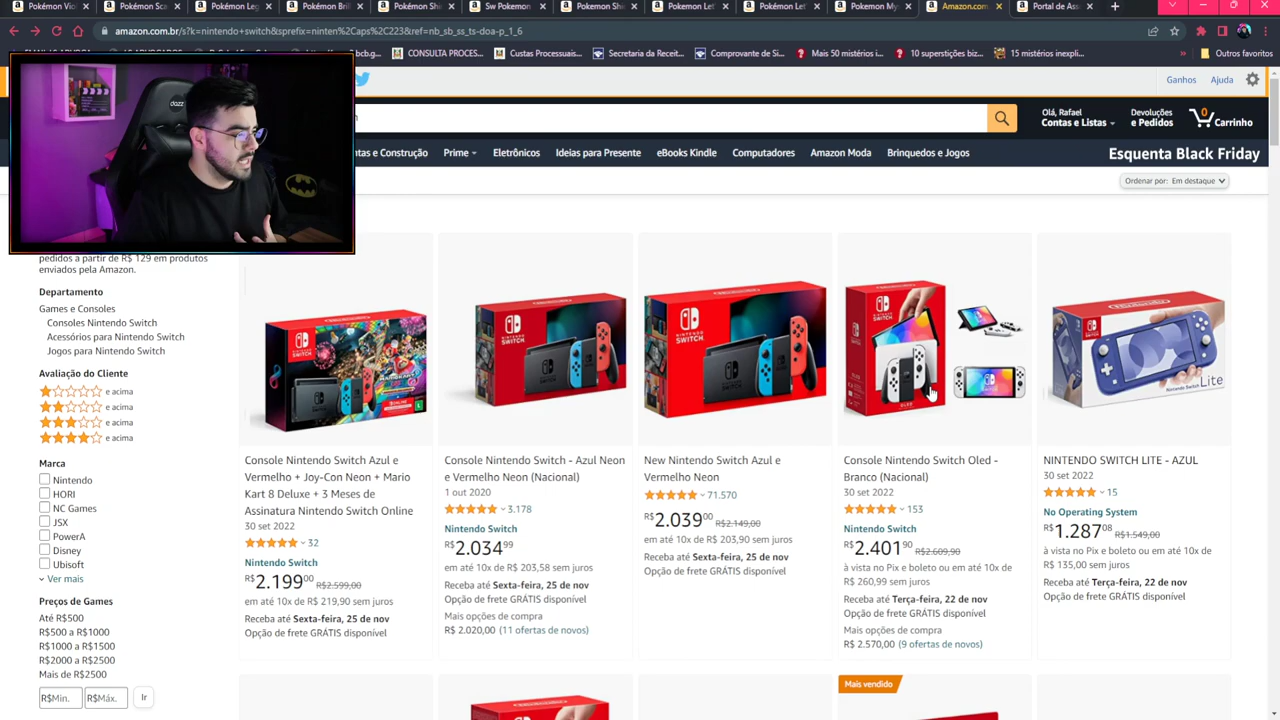 Pokémon Viol
Pokémon Sca
Pokémon Leg
Pokémon Bril
Pokémon Shi
Sw Pokemon
Pokemon Shi
Pokémon Let'
Pokémon Let'
Pokémon My
Amazon.com:
Portal de Ass
amazon.com.br/s?k=nintendo+switch&sprefix=ninten%2Caps%2C223&ref=nb_sb_ss_ts-doa-p_1_6
CONSULTA PROCES...
Custas Processuais...
Secretaria da Receit...
Comprovante de Sin...
Mais 50 mistérios i...
10 superstições biz...
15 mistérios inexpli...
»
Outros favoritos
Ganhos
Ajuda
Olá, Rafael
Contas e Listas
Devoluções
e Pedidos
0
Carrinho
ntas e Construção
Prime
Eletrônicos
Ideias para Presente
eBooks Kindle
Computadores
Amazon Moda
Brinquedos e Jogos
Esquenta Black Friday
Ordenar por: Em destaque
dazz
pedidos a partir de R$ 129 em produtos
enviados pela Amazon.
Departamento
Games e Consoles
Consoles Nintendo Switch
Acessórios para Nintendo Switch
Jogos para Nintendo Switch
Avaliação do Cliente
e acima
e acima
e acima
e acima
Marca
Nintendo
HORI
NC Games
JSX
PowerA
Disney
Ubisoft
Ver mais
Preços de Games
Até R$500
R$500 a R$1000
R$1000 a R$1500
R$2000 a R$2500
Mais de R$2500
R$Min.
R$Máx.
Ir
Console Nintendo Switch Azul e
Vermelho + Joy-Con Neon + Mario
Kart 8 Deluxe + 3 Meses de
Assinatura Nintendo Switch Online
30 set 2022
32
Nintendo Switch
R$2.199,00 R$2.599,00
em até 10x de R$ 219,90 sem juros
Receba até Sexta-feira, 25 de nov
Opção de frete GRÁTIS disponível
NINTENDO
SWITCH
Console Nintendo Switch - Azul Neon
e Vermelho Neon (Nacional)
1 out 2020
3.178
Nintendo Switch
R$2.034,99
em até 10x de R$ 203,58 sem juros
Receba até Sexta-feira, 25 de nov
Opção de frete GRÁTIS disponível
Mais opções de compra
R$ 2.020,00 (11 ofertas de novos)
NINTENDO
SWITCH
New Nintendo Switch Azul e
Vermelho Neon
71.570
R$2.039,00 R$2.149,00
em até 10x de R$ 203,90 sem juros
Receba até Sexta-feira, 25 de nov
Console Nintendo Switch Oled -
Branco (Nacional)
30 set 2022
153
Nintendo Switch
R$2.401,90 R$2.609,90
à vista no Pix e boleto ou em até 10x de
R$ 260,99 sem juros
Receba até Terça-feira, 22 de nov
Opção de frete GRÁTIS disponível
Mais opções de compra
R$ 2.570,00 (9 ofertas de novos)
Mais vendido
Nintendo Switch Lite
NINTENDO SWITCH LITE - AZUL
30 set 2022
15
No Operating System
R$1.287,08 R$1.549,00
à vista no Pix e boleto ou em até 10x de
R$ 135,00 sem juros
Receba até Terça-feira, 22 de nov
Opção de frete GRÁTIS disponível